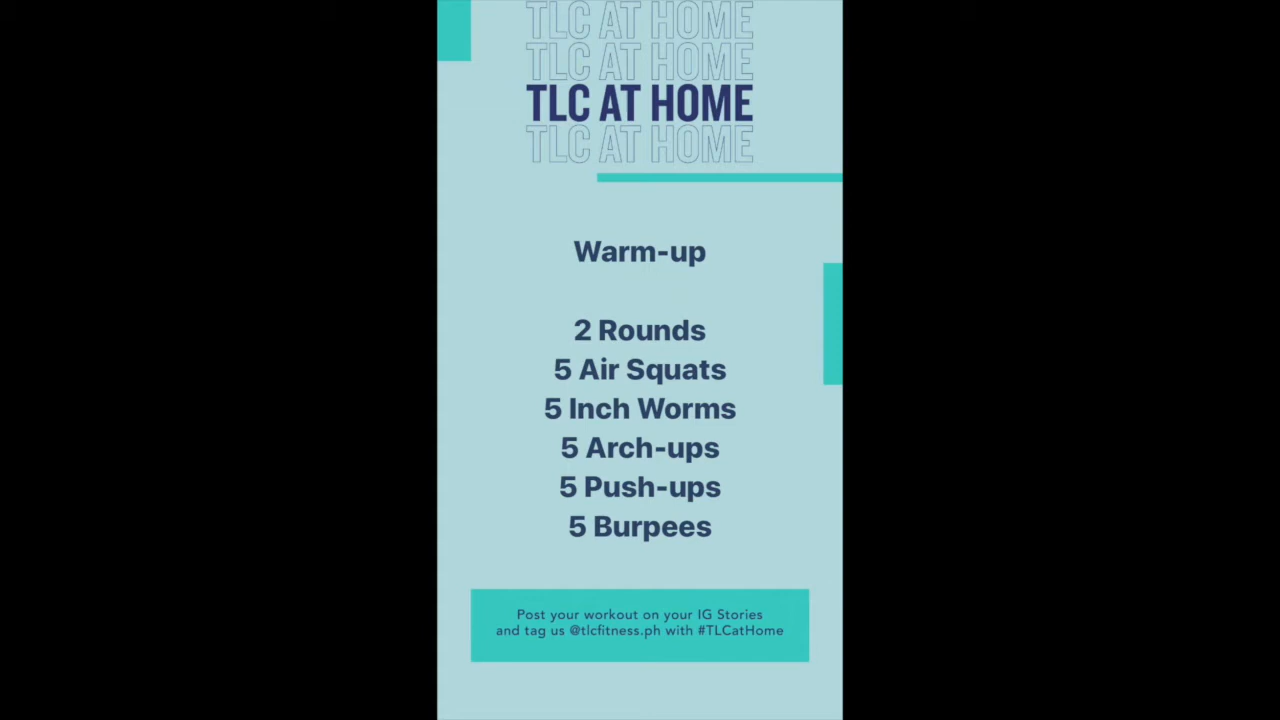 TLC AT HOME
TLC AT HOME
TLC AT HOME
TLC AT HOME
Warm-up
2 Rounds
5 Air Squats
5 Inch Worms
5 Arch-ups
5 Push-ups
5 Burpees
Post your workout on your IG Stories
and tag us @tlcfitness.ph with #TLCatHome